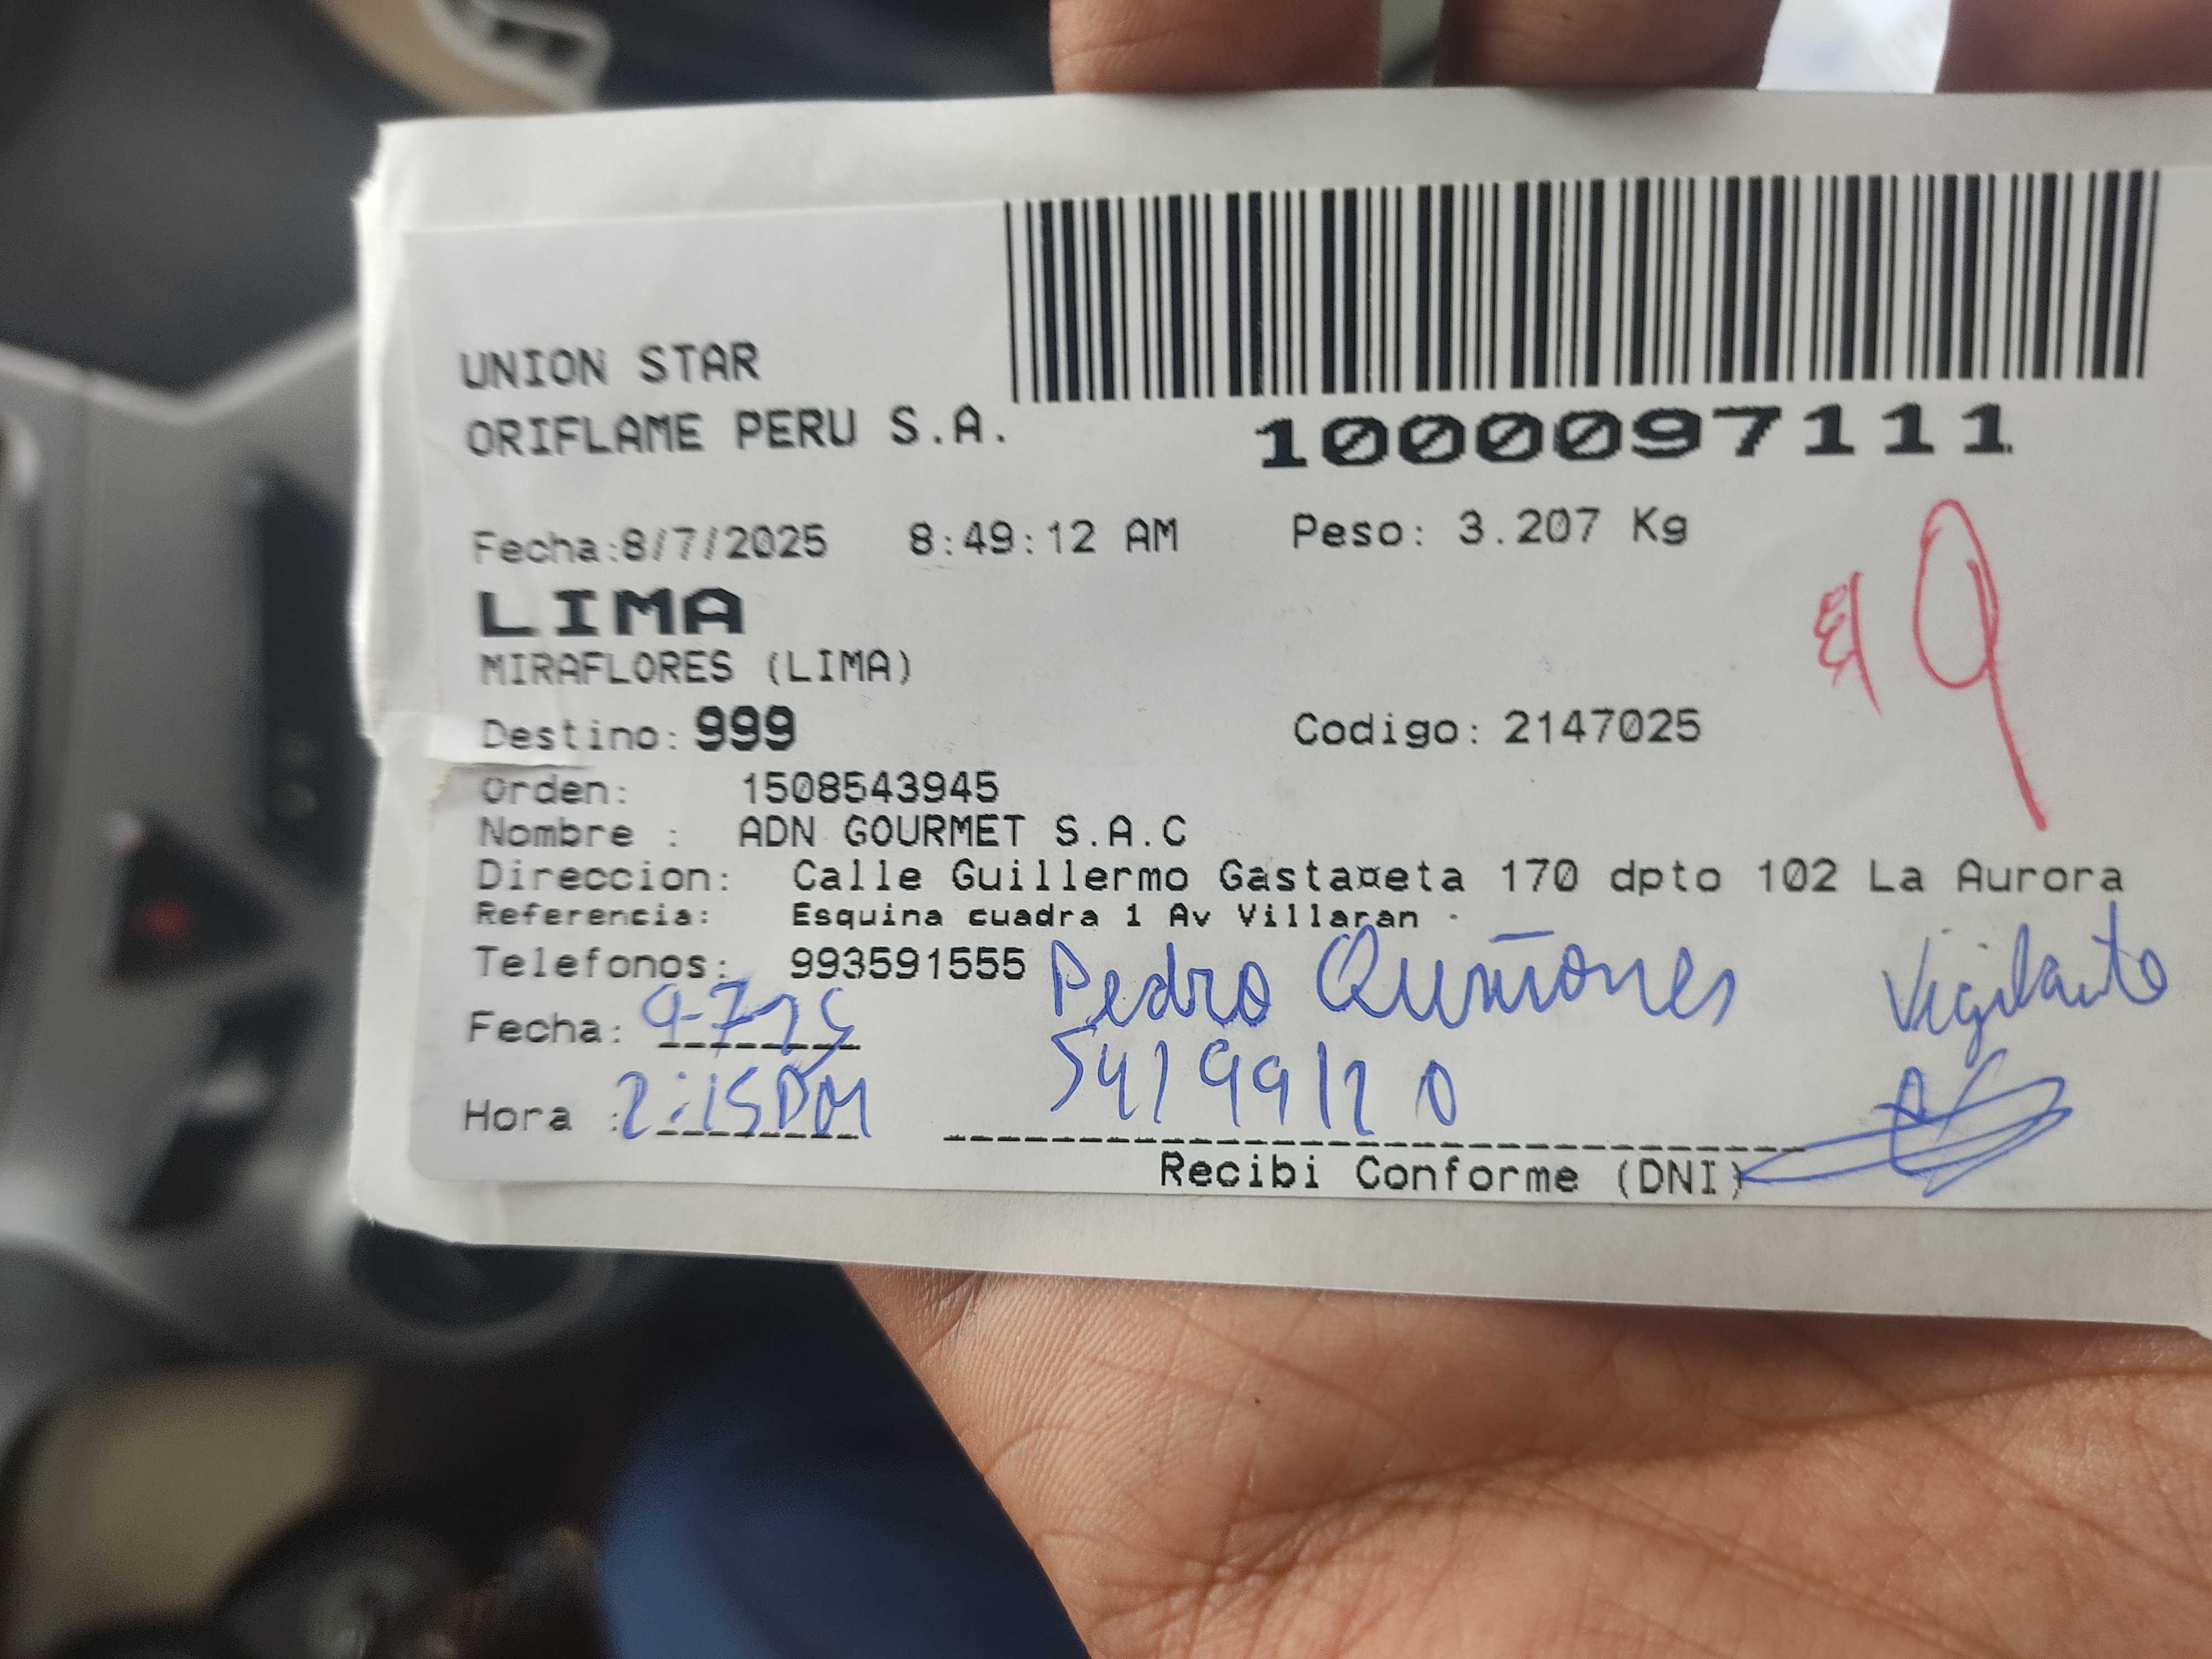 UNION STAR
ORIFLAME PERU S.A.
1000097111
Fecha:8/7/2025 8:49:12 AM Peso: 3.207 Kg
LIMA
MIRAFLORES (LIMA)
Destino: 999 Codigo: 2147025
Orden: 1508543945
Nombre : ADN GOURMET S.A.C
Direccion: Calle Guillermo Gasta¤eta 170 dpto 102 La Aurora
Referencia: Esquina cuadra 1 Av Villaran
Telefonos: 993591555 Pedro Quiñones Vigilante
Fecha: 9-7-25
Hora : 2:15PM
Recibi Conforme (DNI)